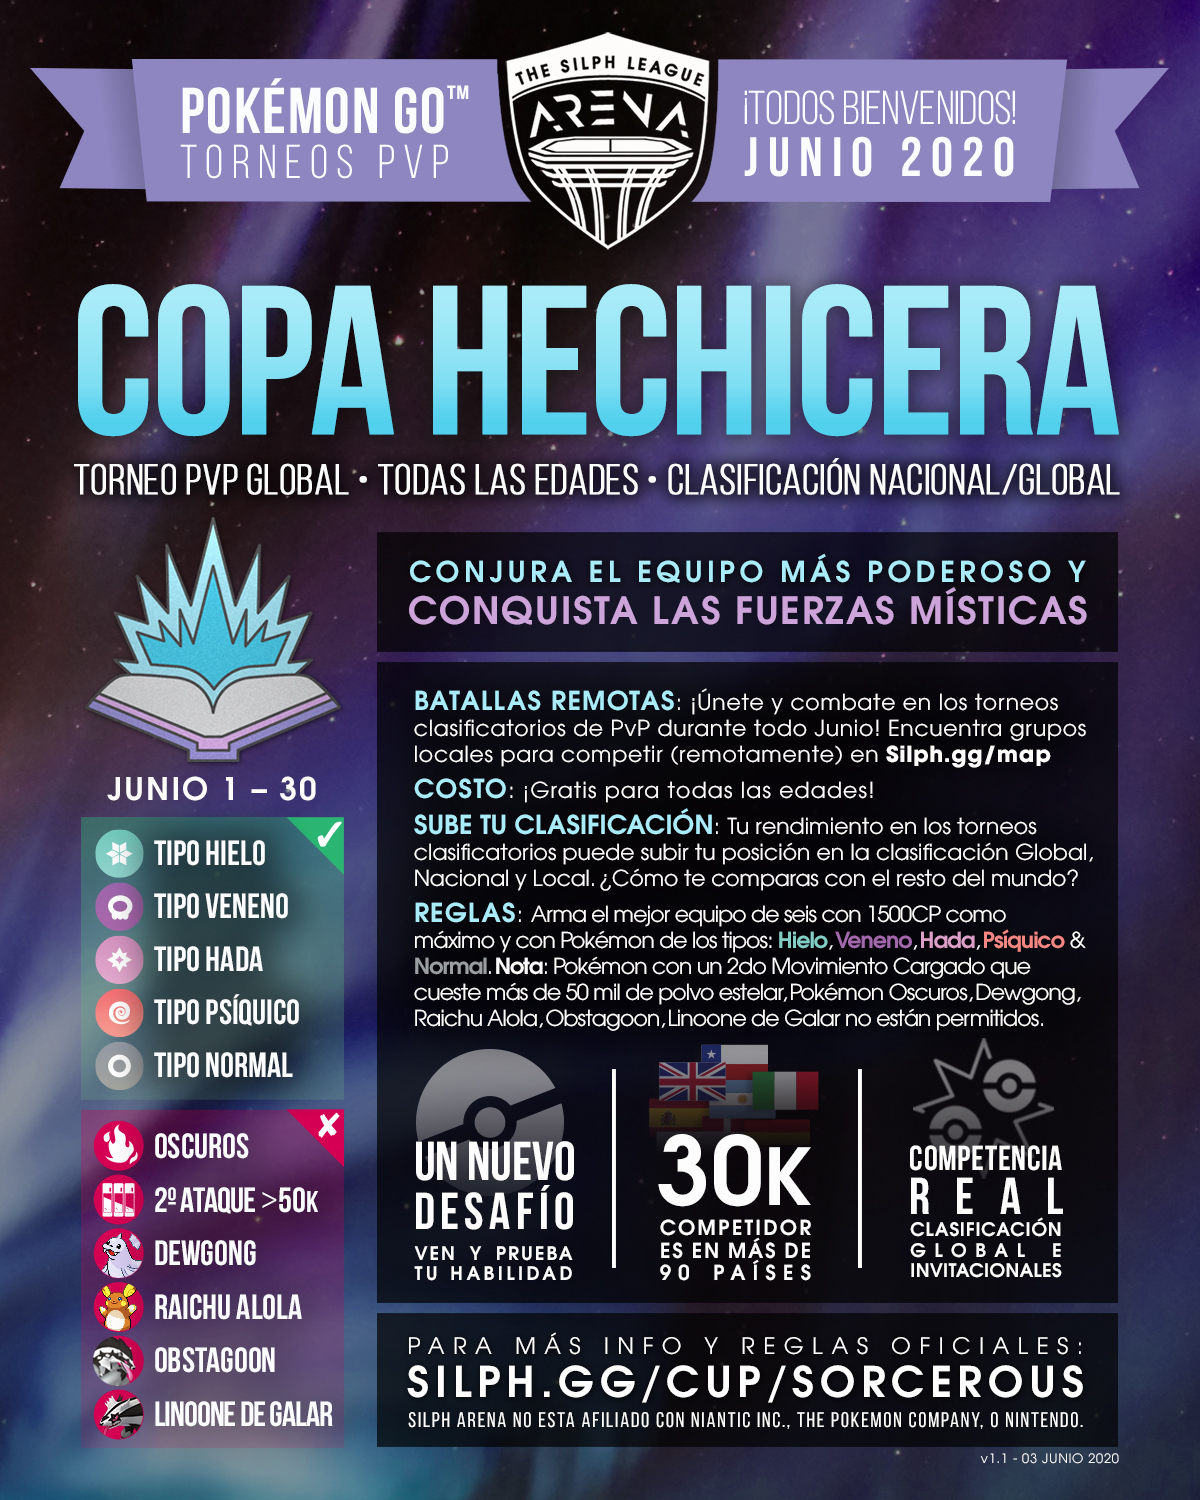 POKÉMON GO™
TORNEOS PVP
THE SILPH LEAGUE
ARENA
¡TODOS BIENVENIDOS!
JUNIO 2020
COPA HECHICERA
TORNEO PVP GLOBAL • TODAS LAS EDADES • CLASIFICACIÓN NACIONAL/GLOBAL
CONJURA EL EQUIPO MÁS PODEROSO Y
CONQUISTA LAS FUERZAS MÍSTICAS
JUNIO 1 – 30
TIPO HIELO
TIPO VENENO
TIPO HADA
TIPO PSÍQUICO
TIPO NORMAL
OSCUROS
2º ATAQUE >50K
DEWGONG
RAICHU ALOLA
OBSTAGOON
LINOONE DE GALAR
BATALLAS REMOTAS: ¡Únete y combate en los torneos
clasificatorios de PvP durante todo Junio! Encuentra grupos
locales para competir (remotamente) en Silph.gg/map
COSTO: ¡Gratis para todas las edades!
SUBE TU CLASIFICACIÓN: Tu rendimiento en los torneos
clasificatorios puede subir tu posición en la clasificación Global,
Nacional y Local. ¿Cómo te comparas con el resto del mundo?
REGLAS: Arma el mejor equipo de seis con 1500CP como
máximo y con Pokémon de los tipos: Hielo, Veneno, Hada, Psíquico &
Normal. Nota: Pokémon con un 2do Movimiento Cargado que
cueste más de 50 mil de polvo estelar, Pokémon Oscuros, Dewgong,
Raichu Alola, Obstagoon, Linoone de Galar no están permitidos.
UN NUEVO
DESAFÍO
VEN Y PRUEBA
TU HABILIDAD
30K
COMPETIDOR
ES EN MÁS DE
90 PAÍSES
COMPETENCIA
REAL
CLASIFICACIÓN
GLOBAL E
INVITACIONALES
PARA MÁS INFO Y REGLAS OFICIALES:
SILPH.GG/CUP/SORCEROUS
SILPH ARENA NO ESTA AFILIADO CON NIANTIC INC., THE POKEMON COMPANY, O NINTENDO.
v1.1 - 03 JUNIO 2020